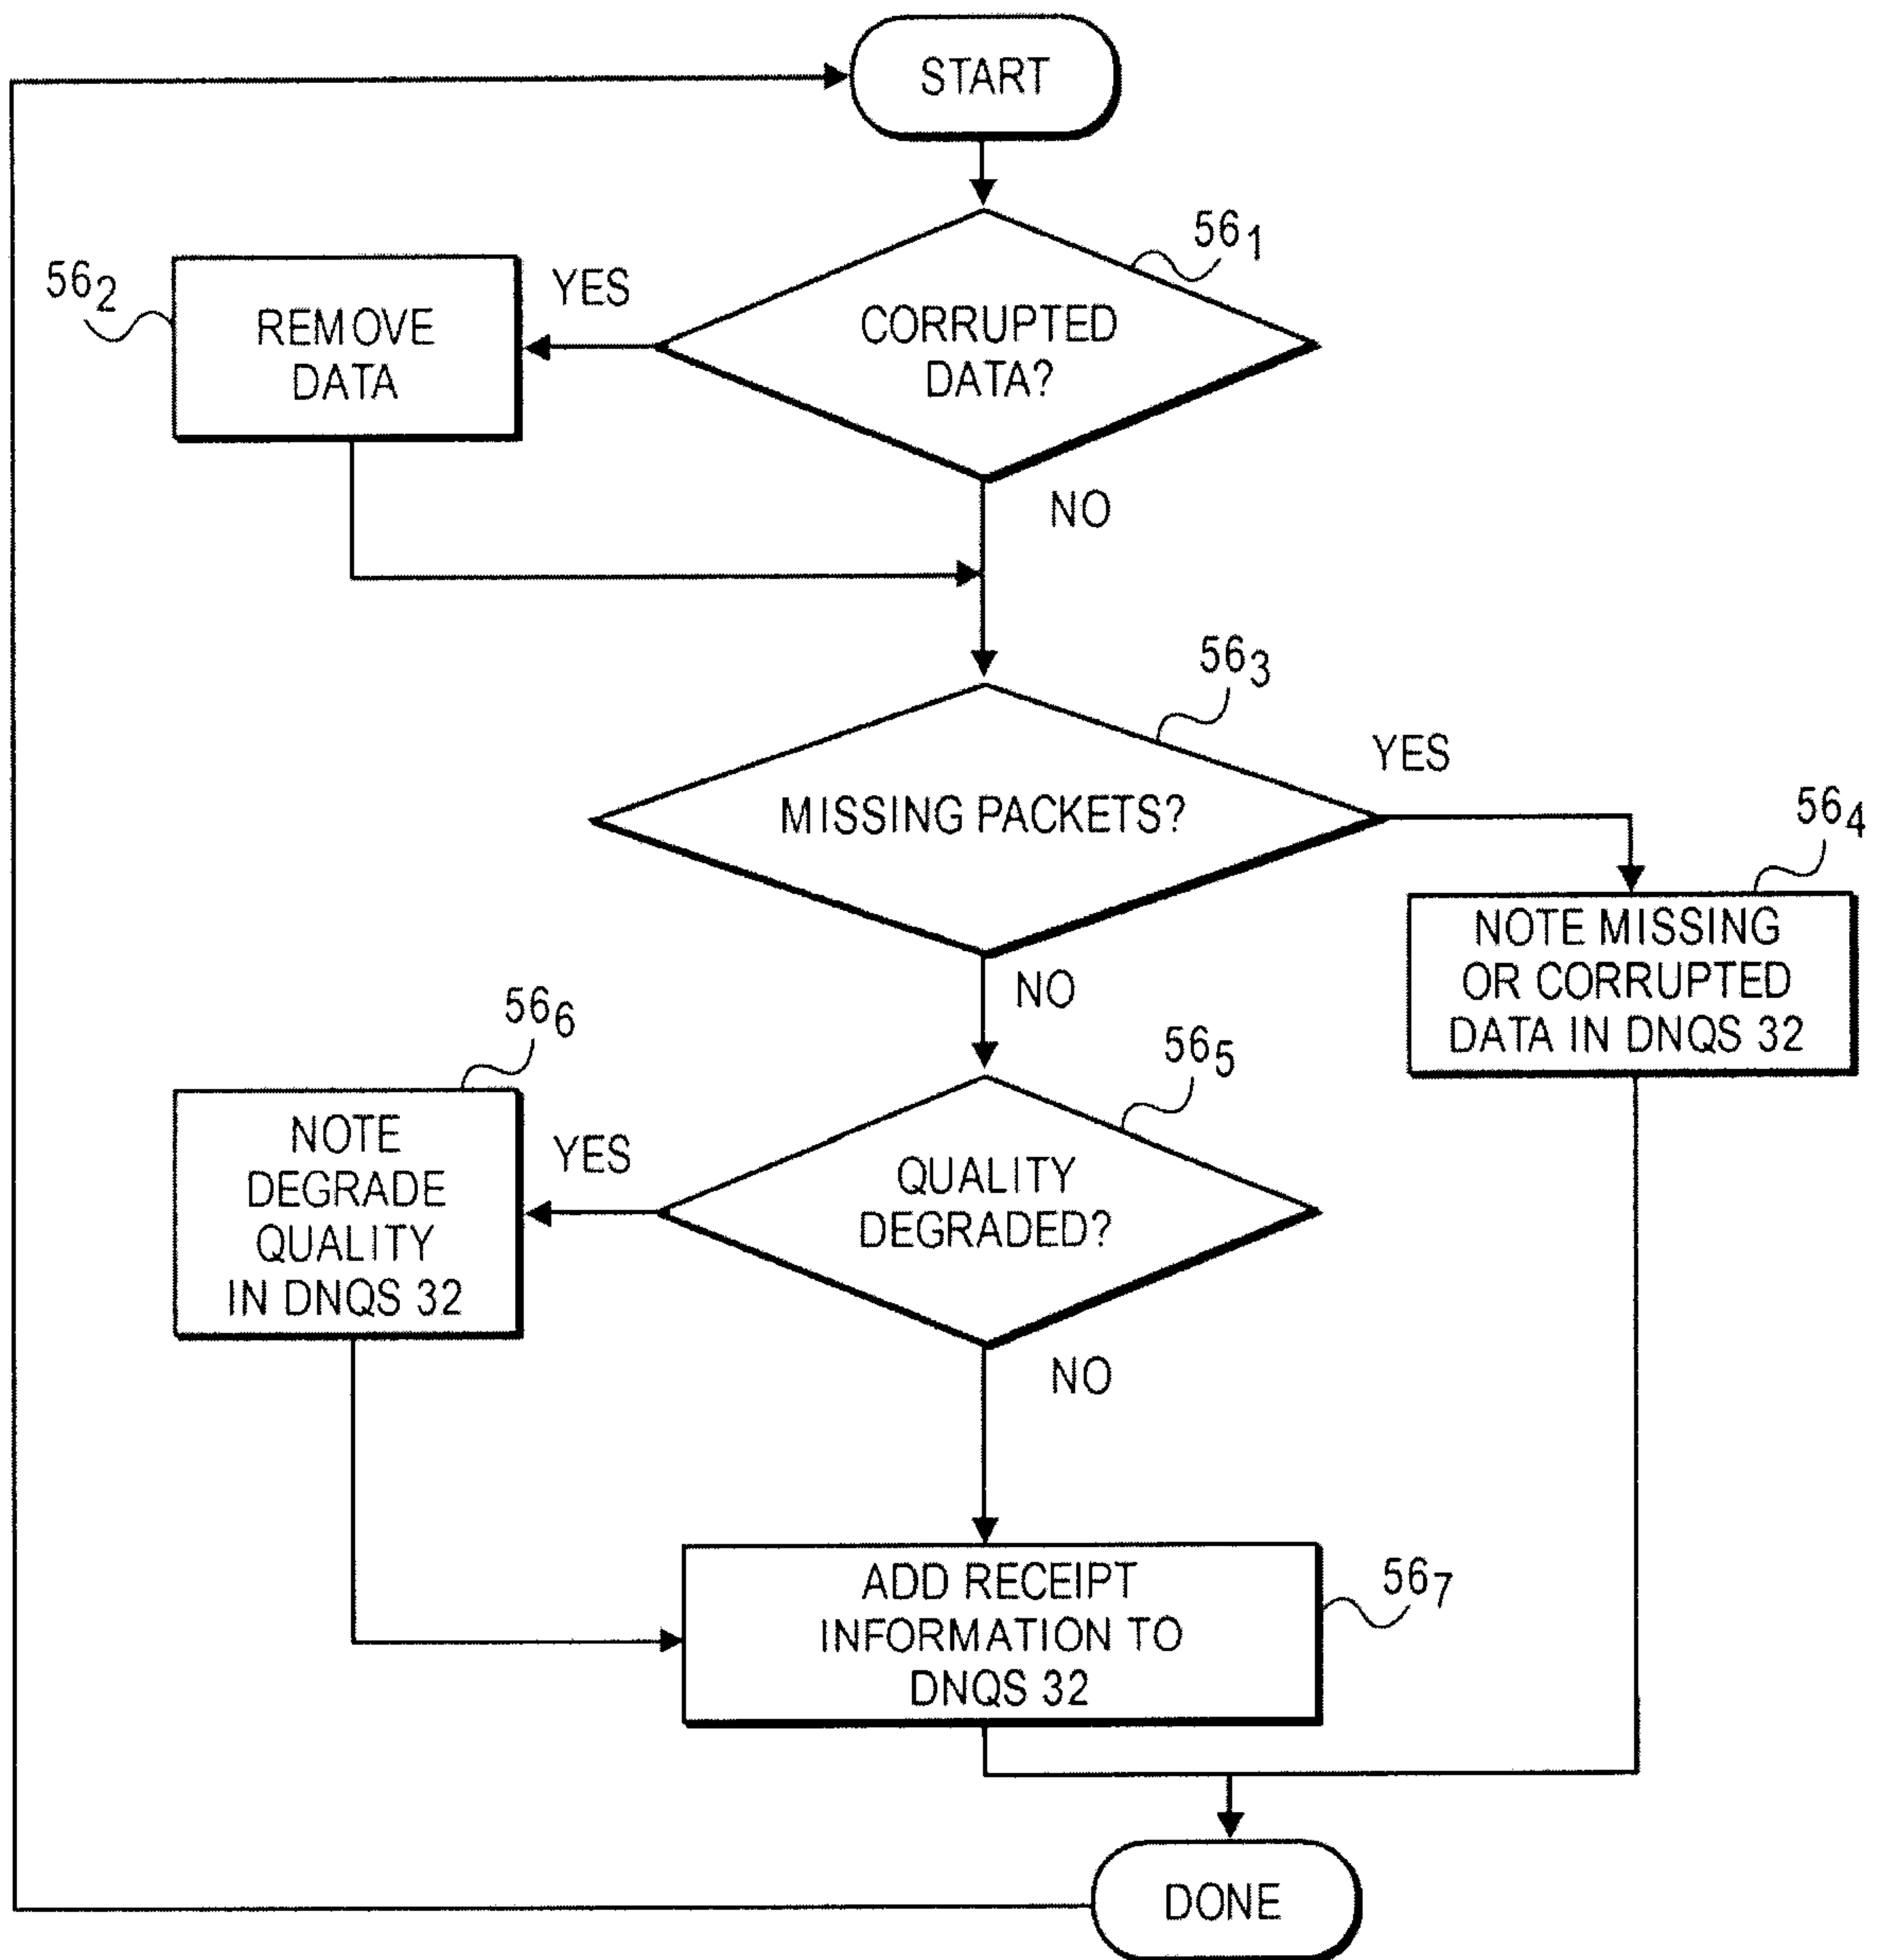 START
56₁
CORRUPTED
DATA?
YES
56₂
REMOVE
DATA
NO
56₃
MISSING PACKETS?
YES
56₄
NOTE MISSING
OR CORRUPTED
DATA IN DNQS 32
NO
56₅
QUALITY
DEGRADED?
YES
56₆
NOTE
DEGRADE
QUALITY
IN DNQS 32
NO
ADD RECEIPT
INFORMATION TO
DNQS 32
56₇
DONE